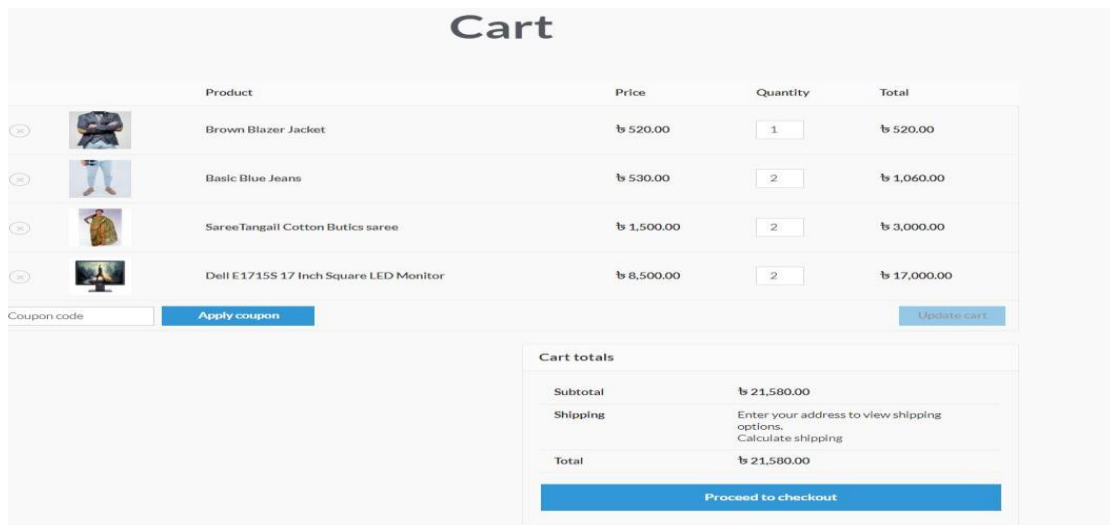 Cart
Product Price Quantity Total
Brown Blazer Jacket ৳ 520.00 1 ৳ 520.00
Basic Blue Jeans ৳ 530.00 2 ৳ 1,060.00
SareeTangail Cotton Butics saree ৳ 1,500.00 2 ৳ 3,000.00
Dell E1715S 17 Inch Square LED Monitor ৳ 8,500.00 2 ৳ 17,000.00
Coupon code Apply coupon Update cart
Cart totals
Subtotal ৳ 21,580.00
Shipping Enter your address to view shipping
options.
Calculate shipping
Total ৳ 21,580.00
Proceed to checkout